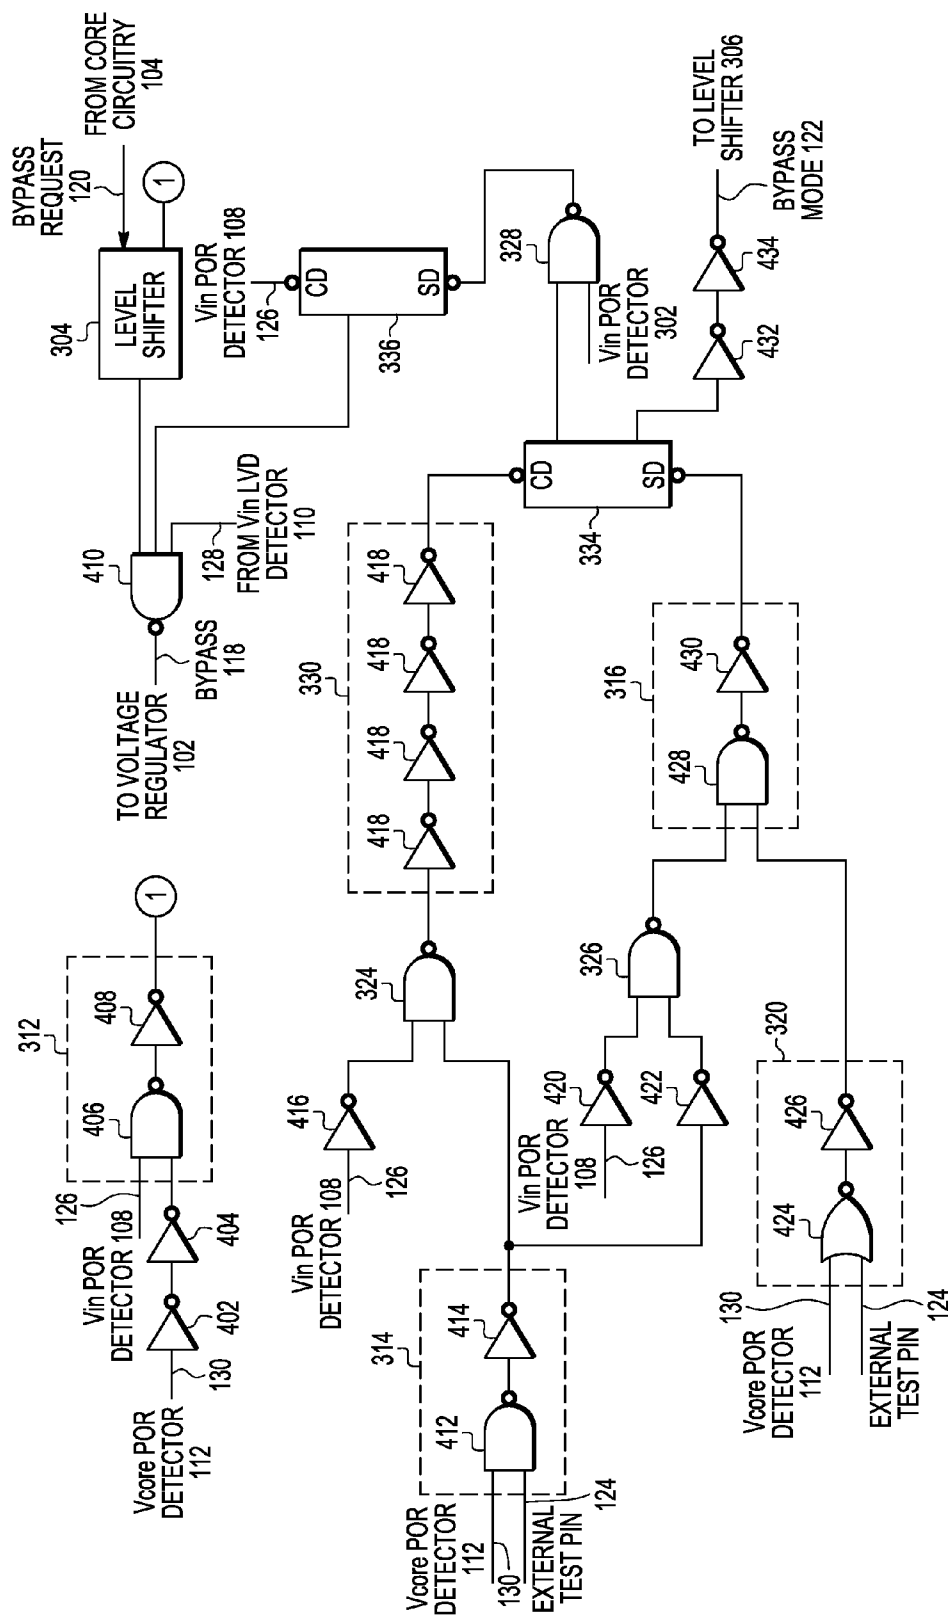 Vcore POR
DETECTOR
112
130
402
404
Vin POR
DETECTOR 108
126
406
408
312
1
TO VOLTAGE
REGULATOR
102
BYPASS
118
410
128
FROM Vin LVD
DETECTOR
110
304
LEVEL
SHIFTER
BYPASS
REQUEST
120
1
FROM CORE
CIRCUITRY
104
Vin POR
DETECTOR 108
126
CD
SD
336
328
Vin POR
DETECTOR
302
Vin POR
DETECTOR 108
126
416
324
330
418
418
418
418
CD
SD
334
432
434
BYPASS
MODE 122
TO LEVEL
SHIFTER 306
Vcore POR
DETECTOR
112
130
EXTERNAL
TEST PIN
124
314
412
414
Vin POR
DETECTOR
108
126
420
422
326
316
428
430
Vcore POR
DETECTOR
112
130
EXTERNAL
TEST PIN
124
320
424
426